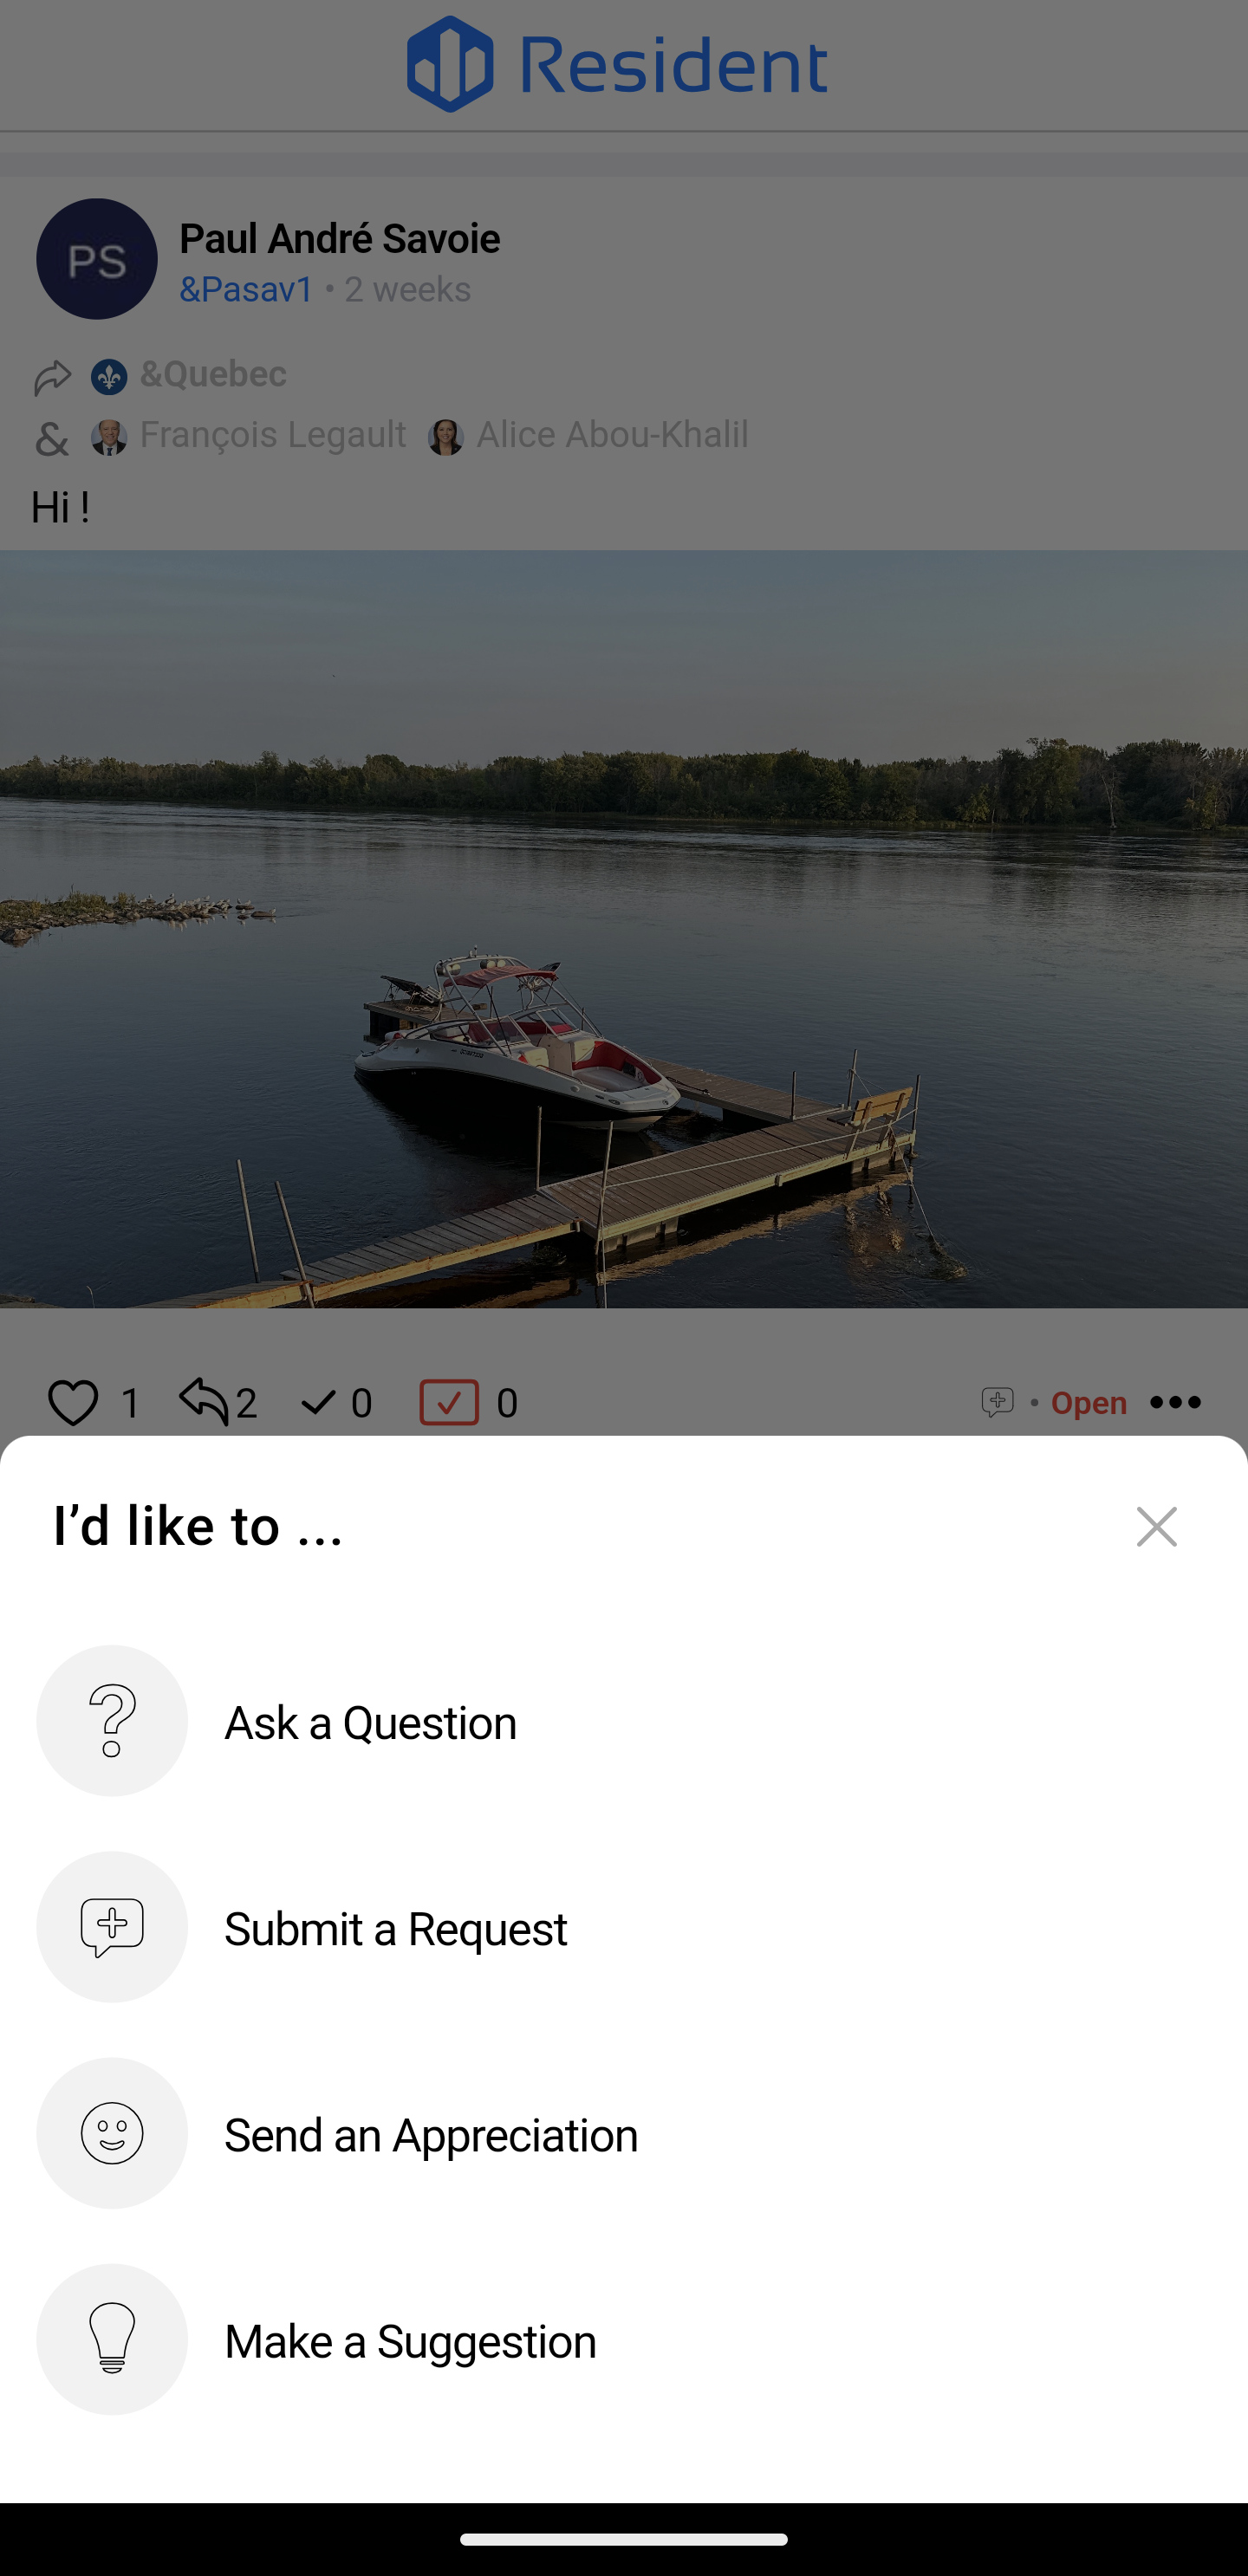 Resident
PS
Paul André Savoie
&Pasav1 • 2 weeks
&Quebec
& François Legault Alice Abou-Khalil
Hi !
1 2 0 0 • Open
I’d like to ...
Ask a Question
Submit a Request
Send an Appreciation
Make a Suggestion